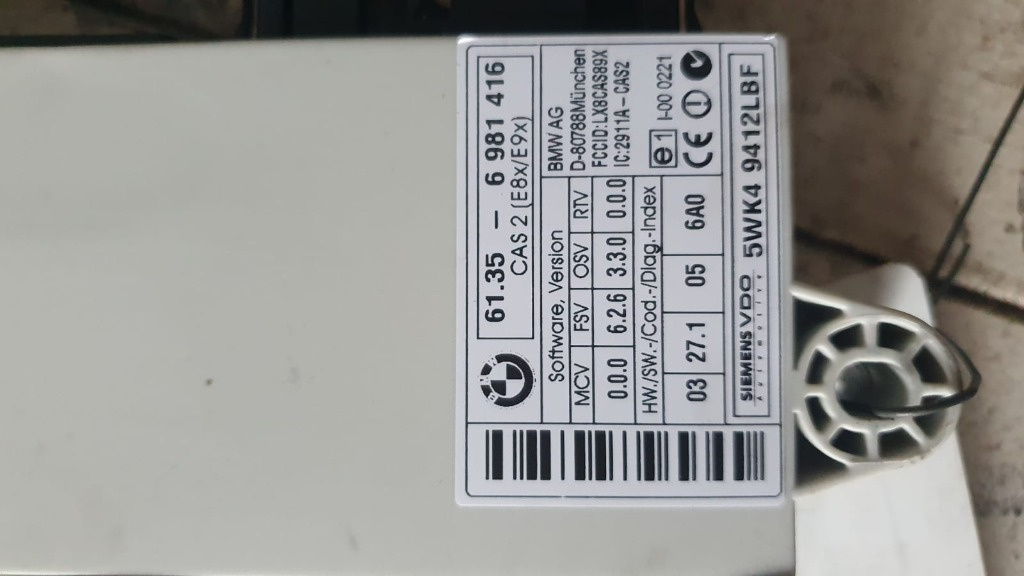 61.35 – 6 981 416
CAS 2 (E8x/E9x)
Software, Version
MCV FSV OSV RTV
0.0.0 6.2.6 3.3.0 0.0.0
HW./SW.-/Cod.-/Diag.-Index
03 27.1 05 6A0
BMW AG
D-80788München
FCCID:LX8CAS89X
IC:2911A–CAS2
e1 I-00 0221
CE
SIEMENS VDO
Automotive
5WK4 9412LBF